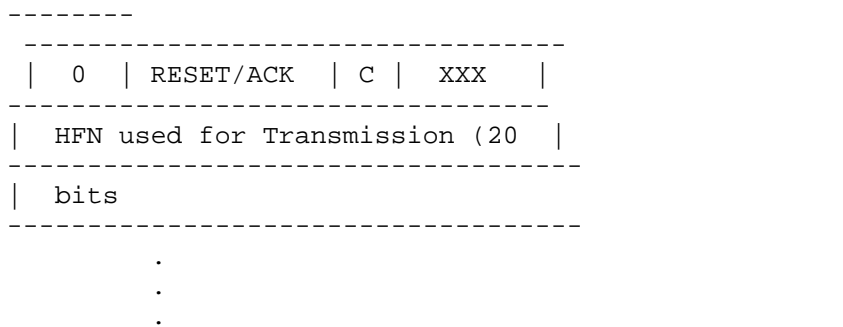 --------
----------------------------------
| 0 | RESET/ACK | C | XXX |
----------------------------------
| HFN used for Transmission (20 |
------------------------------------
| bits
------------------------------------
.
.
.